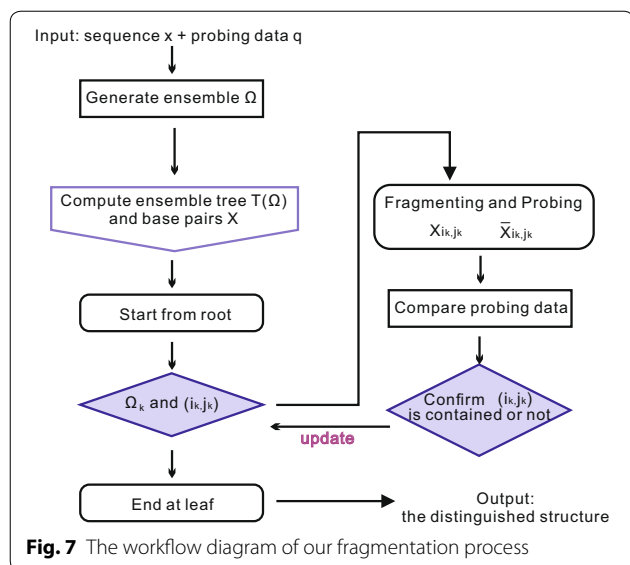 Input: sequence x + probing data q
Generate ensemble Ω
Compute ensemble tree T(Ω)
and base pairs X
Start from root
Ωₖ and (iₖ,jₖ)
End at leaf
Fragmenting and Probing
Xᵢₖ,ⱼₖ X̄ᵢₖ,ⱼₖ
Compare probing data
Confirm (iₖ,jₖ)
is contained or not
update
Output:
the distinguished structure
Fig. 7 The workflow diagram of our fragmentation process